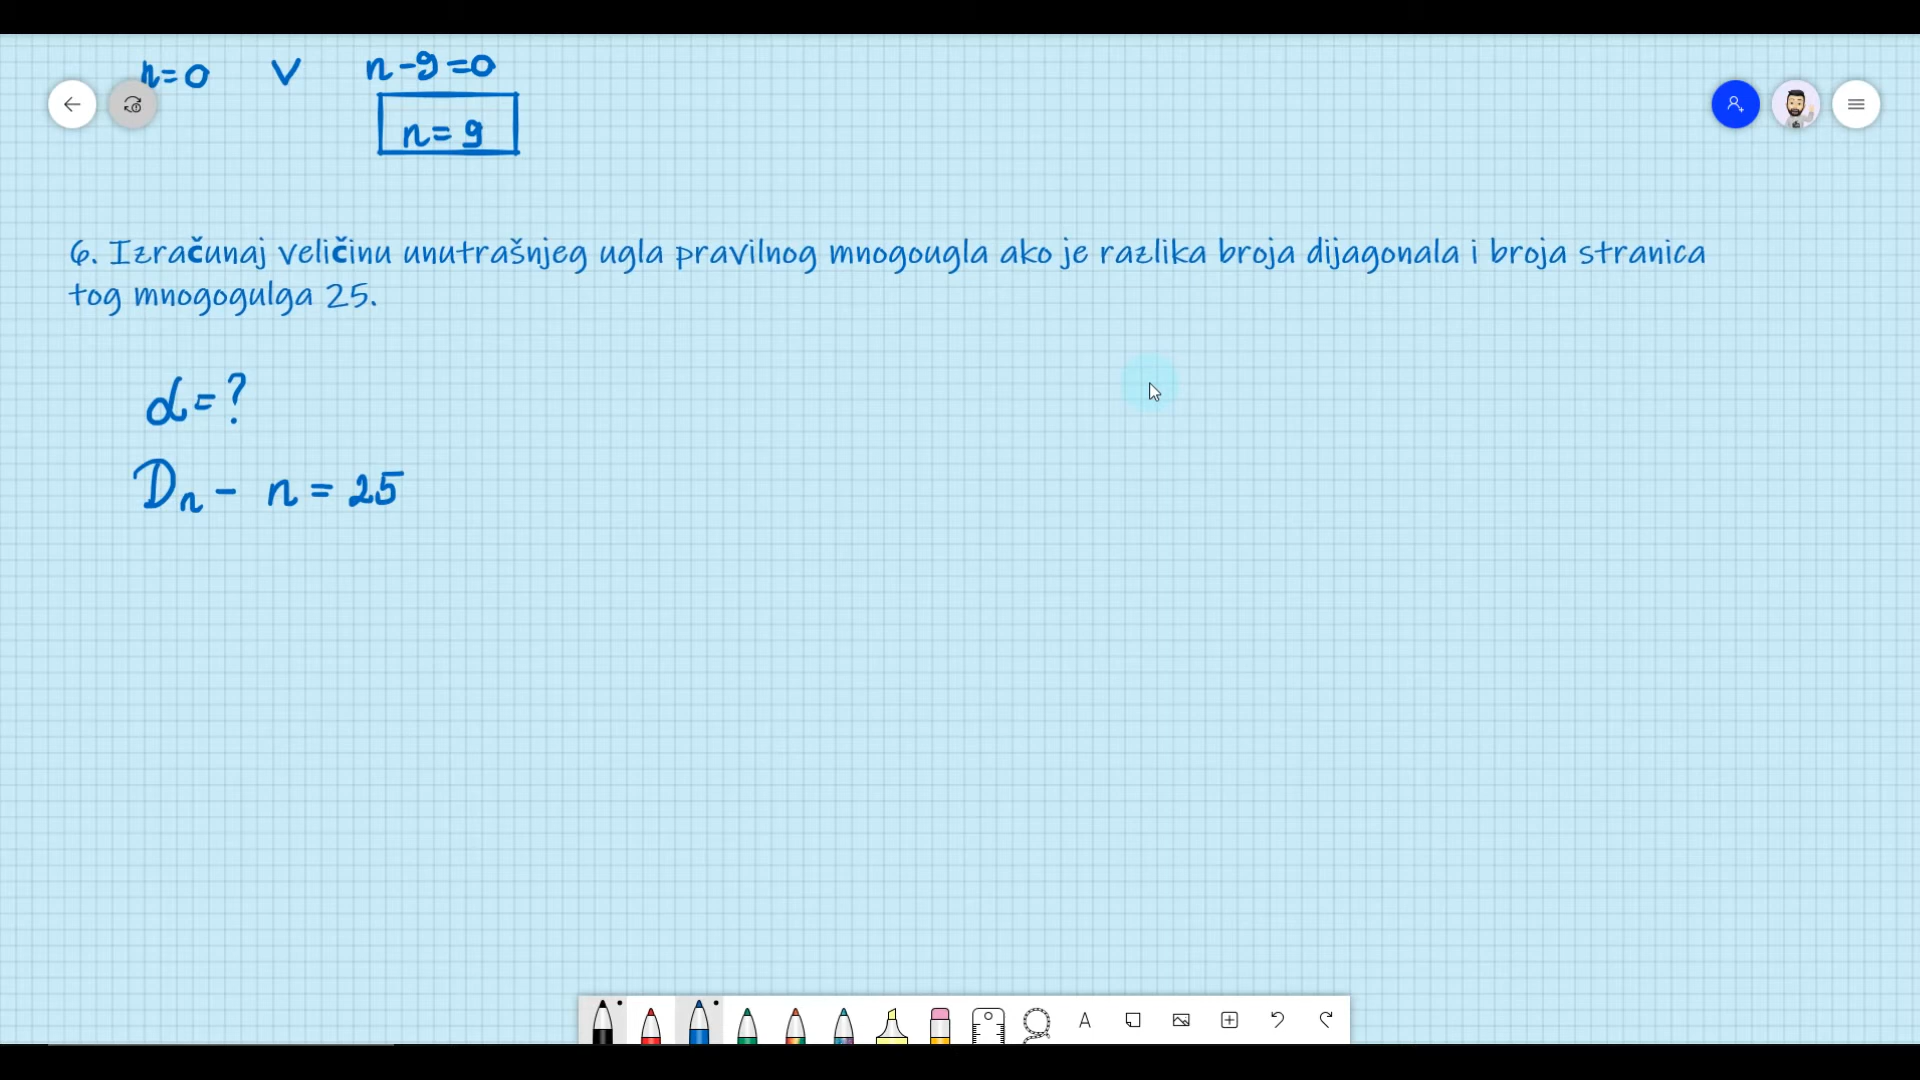 n=0 V n-9=0
n=9
6. Izračunaj veličinu unutrašnjeg ugla pravilnog mnogougla ako je razlika broja dijagonala i broja stranica
tog mnogogulga 25.
α=?
Dn - n = 25
A